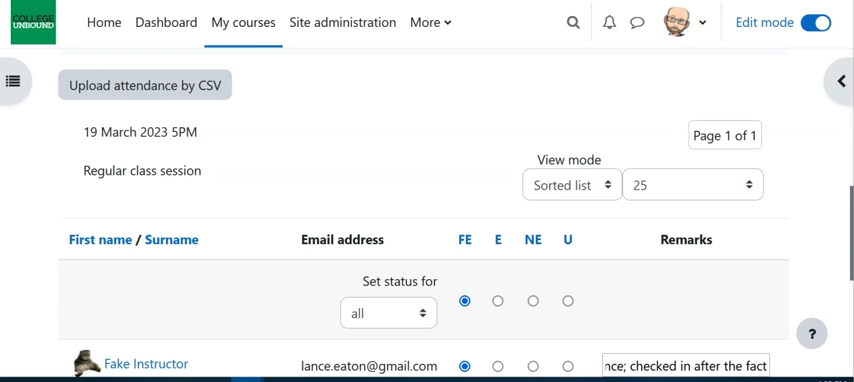 COLLEGE
UNBOUND
Home Dashboard My courses Site administration More Edit mode
Upload attendance by CSV
19 March 2023 5PM
Page 1 of 1
View mode
Regular class session
Sorted list 25
First name / Surname Email address FE E NE U Remarks
Set status for
all
?
Fake Instructor lance.eaton@gmail.com nce; checked in after the fact